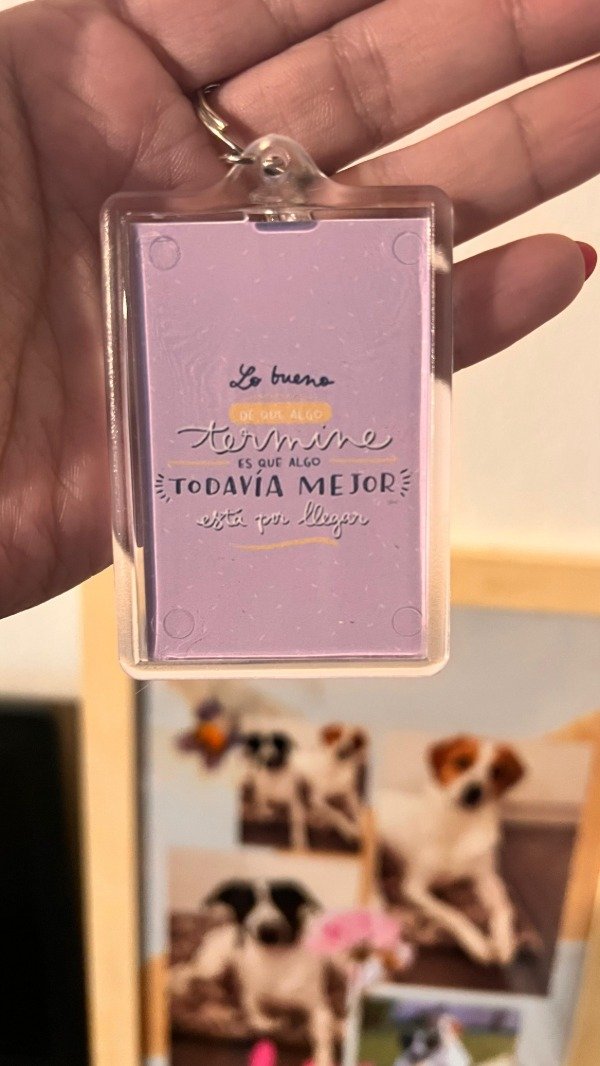 Lo bueno
DE QUE ALGO
termine
ES QUE ALGO
TODAVÍA MEJOR
está por llegar